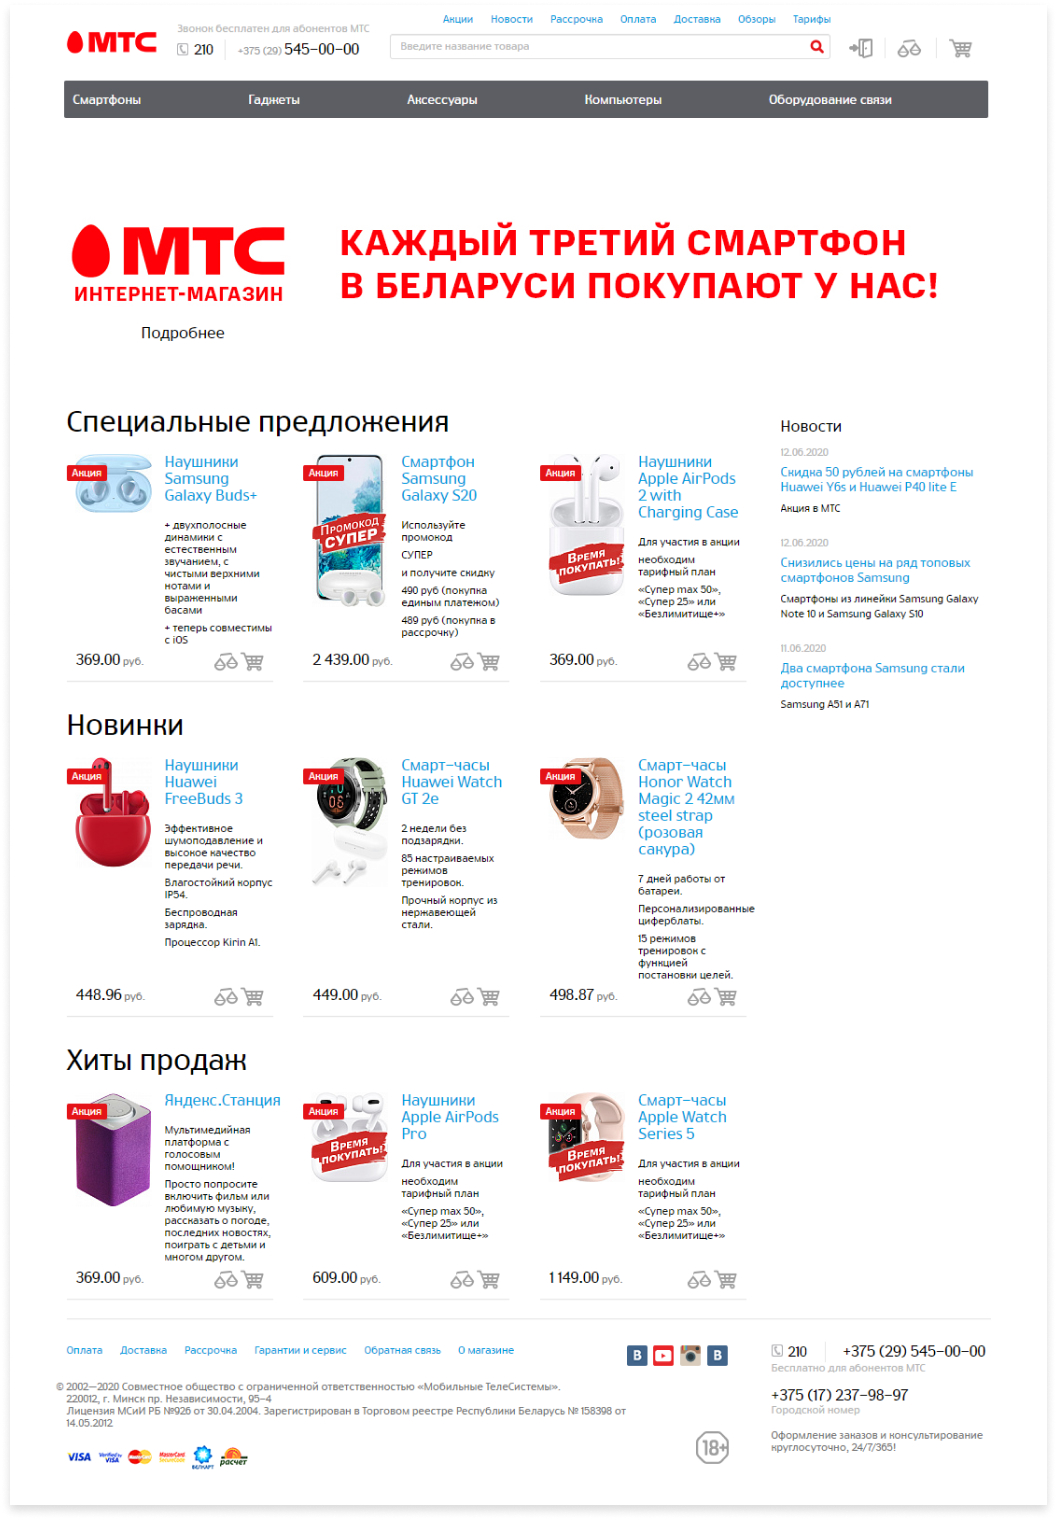 Акции Новости Рассрочка Оплата Доставка Обзоры Тарифы
МТС
Звонок бесплатен для абонентов МТС
210 +375 (29) 545-00-00
Введите название товара
Смартфоны Гаджеты Аксессуары Компьютеры Оборудование связи
МТС
ИНТЕРНЕТ-МАГАЗИН
КАЖДЫЙ ТРЕТИЙ СМАРТФОН
В БЕЛАРУСИ ПОКУПАЮТ У НАС!
Подробнее
Специальные предложения
Акция
Наушники
Samsung
Galaxy Buds+
+ двухполосные
динамики с
естественным
звучанием, с
чистыми верхними
нотами и
выраженными
басами
+ теперь совместимы
с iOS
369.00 руб.
Акция
ПРОМОКОД
СУПЕР
Смартфон
Samsung
Galaxy S20
Используйте
промокод
СУПЕР
и получите скидку
490 руб (покупка
единым платежом)
489 руб (покупка в
рассрочку)
2 439.00 руб.
Акция
ВРЕМЯ
ПОКУПАТЬ!
Наушники
Apple AirPods
2 with
Charging Case
Для участия в акции
необходим
тарифный план
«Супер max 50»,
«Супер 25» или
«Безлимитище+»
369.00 руб.
Новости
12.06.2020
Скидка 50 рублей на смартфоны
Huawei Y6s и Huawei P40 lite E
Акция в МТС
12.06.2020
Снизились цены на ряд топовых
смартфонов Samsung
Смартфоны из линейки Samsung Galaxy
Note 10 и Samsung Galaxy S10
11.06.2020
Два смартфона Samsung стали
доступнее
Samsung A51 и A71
Новинки
Акция
Наушники
Huawei
FreeBuds 3
Эффективное
шумоподавление и
высокое качество
передачи речи.
Влагостойкий корпус
IP54.
Беспроводная
зарядка.
Процессор Kirin A1.
448.96 руб.
Акция
Смарт-часы
Huawei Watch
GT 2e
2 недели без
подзарядки.
85 настраиваемых
режимов
тренировок.
Прочный корпус из
нержавеющей
стали.
449.00 руб.
Акция
Смарт-часы
Honor Watch
Magic 2 42мм
steel strap
(розовая
сакура)
7 дней работы от
батареи.
Персонализированные
циферблаты.
15 режимов
тренировок с
функцией
постановки целей.
498.87 руб.
Хиты продаж
Акция
Яндекс.Станция
Мультимедийная
платформа с
голосовым
помощником!
Просто попросите
включить фильм или
любимую музыку,
рассказать о погоде,
последних новостях,
поиграть с детьми и
многом другом.
369.00 руб.
Акция
ВРЕМЯ
ПОКУПАТЬ!
Наушники
Apple AirPods
Pro
Для участия в акции
необходим
тарифный план
«Супер max 50»,
«Супер 25» или
«Безлимитище+»
609.00 руб.
Акция
ВРЕМЯ
ПОКУПАТЬ!
Смарт-часы
Apple Watch
Series 5
Для участия в акции
необходим
тарифный план
«Супер max 50»,
«Супер 25» или
«Безлимитище+»
1 149.00 руб.
Оплата Доставка Рассрочка Гарантии и сервис Обратная связь О магазине
© 2002—2020 Совместное общество с ограниченной ответственностью «Мобильные ТелеСистемы».
220012, г. Минск пр. Независимости, 95-4
Лицензия МСиИ РБ №926 от 30.04.2004. Зарегистрирован в Торговом реестре Республики Беларусь № 158398 от
14.05.2012
VISA Verified by VISA MasterCard MasterCard БЕЛКАРТ расчет
B B
18+
210 +375 (29) 545-00-00
Бесплатно для абонентов МТС
+375 (17) 237-98-97
Городской номер
Оформление заказов и консультирование
круглосуточно, 24/7/365!